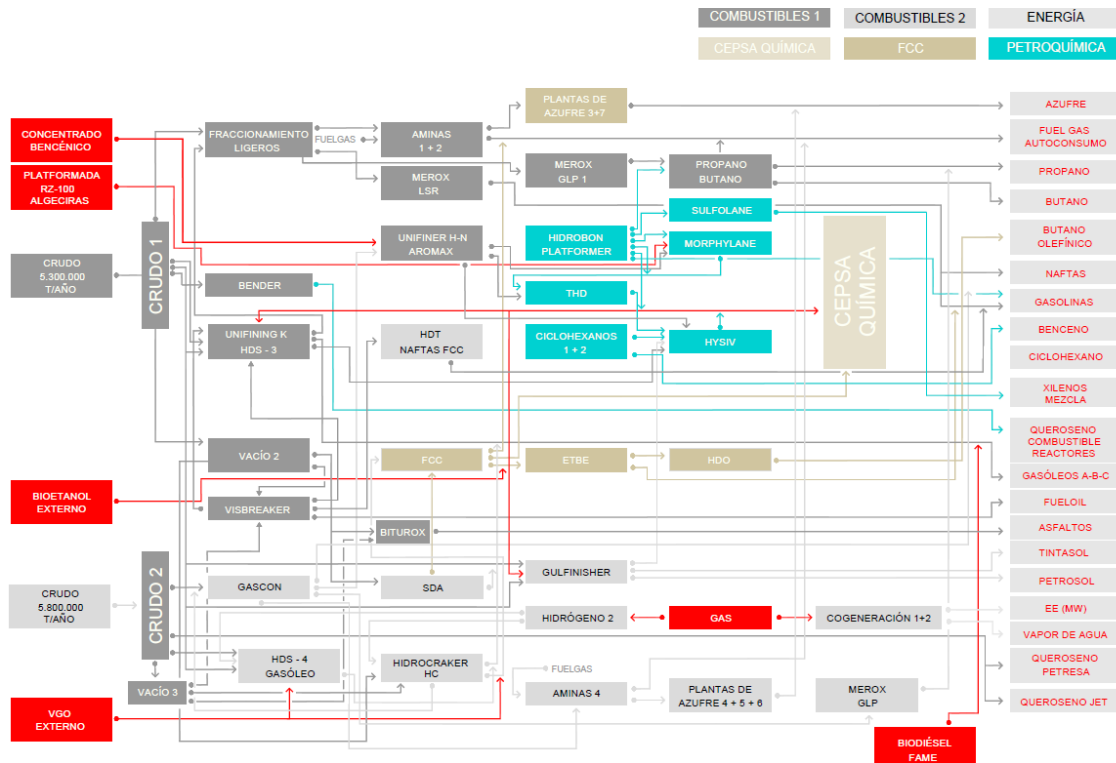 COMBUSTIBLES 1
COMBUSTIBLES 2
ENERGÍA
CEPSA QUÍMICA
FCC
PETROQUÍMICA
CONCENTRADO
BENCÉNICO
PLATFORMADA
RZ-100
ALGECIRAS
CRUDO
5.300.000
T/AÑO
CRUDO 1
BIOETANOL
EXTERNO
CRUDO
5.800.000
T/AÑO
CRUDO 2
VACÍO 3
VGO
EXTERNO
FRACCIONAMIENTO
LIGEROS
FUELGAS
BENDER
UNIFINING K
HDS - 3
VACÍO 2
VISBREAKER
GASCON
HDS - 4
GASÓLEO
AMINAS
1 + 2
MEROX
LSR
UNIFINER H-N
AROMAX
HDT
NAFTAS FCC
FCC
BITUROX
SDA
HIDROCRAKER
HC
PLANTAS DE
AZUFRE 3+7
MEROX
GLP 1
HIDROBON
PLATFORMER
THD
CICLOHEXANOS
1 + 2
ETBE
GULFINISHER
HIDRÓGENO 2
FUELGAS
AMINAS 4
PROPANO
BUTANO
SULFOLANE
MORPHYLANE
HYSIV
HDO
GAS
PLANTAS DE
AZUFRE 4 + 5 + 6
CEPSA
QUÍMICA
COGENERACIÓN 1+2
MEROX
GLP
BIODIÉSEL
FAME
AZUFRE
FUEL GAS
AUTOCONSUMO
PROPANO
BUTANO
BUTANO
OLEFÍNICO
NAFTAS
GASOLINAS
BENCENO
CICLOHEXANO
XILENOS
MEZCLA
QUEROSENO
COMBUSTIBLE
REACTORES
GASÓLEOS A-B-C
FUELOIL
ASFALTOS
TINTASOL
PETROSOL
EE (MW)
VAPOR DE AGUA
QUEROSENO
PETRESA
QUEROSENO JET